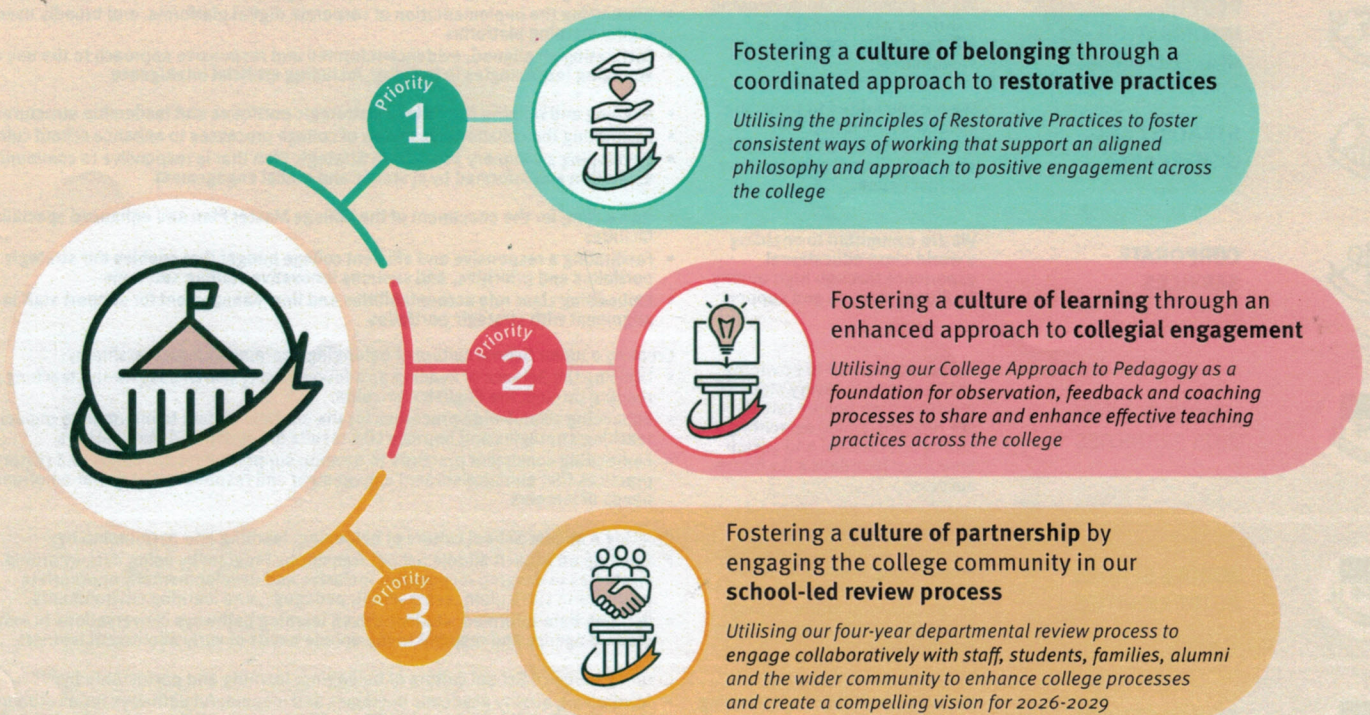 Priority
1
Fostering a culture of belonging through a
coordinated approach to restorative practices
Utilising the principles of Restorative Practices to foster
consistent ways of working that support an aligned
philosophy and approach to positive engagement across
the college
Priority
2
Fostering a culture of learning through an
enhanced approach to collegial engagement
Utilising our College Approach to Pedagogy as a
foundation for observation, feedback and coaching
processes to share and enhance effective teaching
practices across the college
Priority
3
Fostering a culture of partnership by
engaging the college community in our
school-led review process
Utilising our four-year departmental review process to
engage collaboratively with staff, students, families, alumni
and the wider community to enhance college processes
and create a compelling vision for 2026-2029